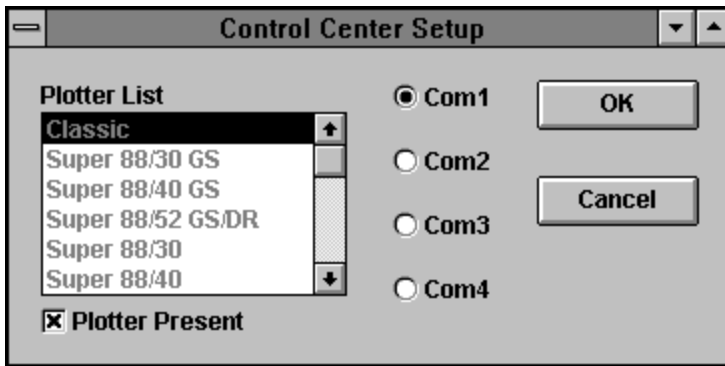 Control Center Setup
Plotter List
Classic
Super 88/30 GS
Super 88/40 GS
Super 88/52 GS/DR
Super 88/30
Super 88/40
Plotter Present
Com1
Com2
Com3
Com4
OK
Cancel